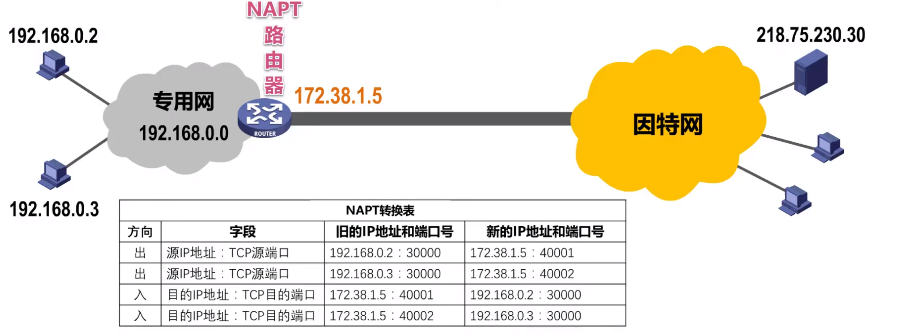 NAPT
路
由
器
192.168.0.2
218.75.230.30
专用网
192.168.0.0
172.38.1.5
ROUTER
因特网
192.168.0.3
NAPT转换表
方向 字段 旧的IP地址和端口号 新的IP地址和端口号
出 源IP地址：TCP源端口 192.168.0.2：30000 172.38.1.5：40001
出 源IP地址：TCP源端口 192.168.0.3：30000 172.38.1.5：40002
入 目的IP地址：TCP目的端口 172.38.1.5：40001 192.168.0.2：30000
入 目的IP地址：TCP目的端口 172.38.1.5：40002 192.168.0.3：30000